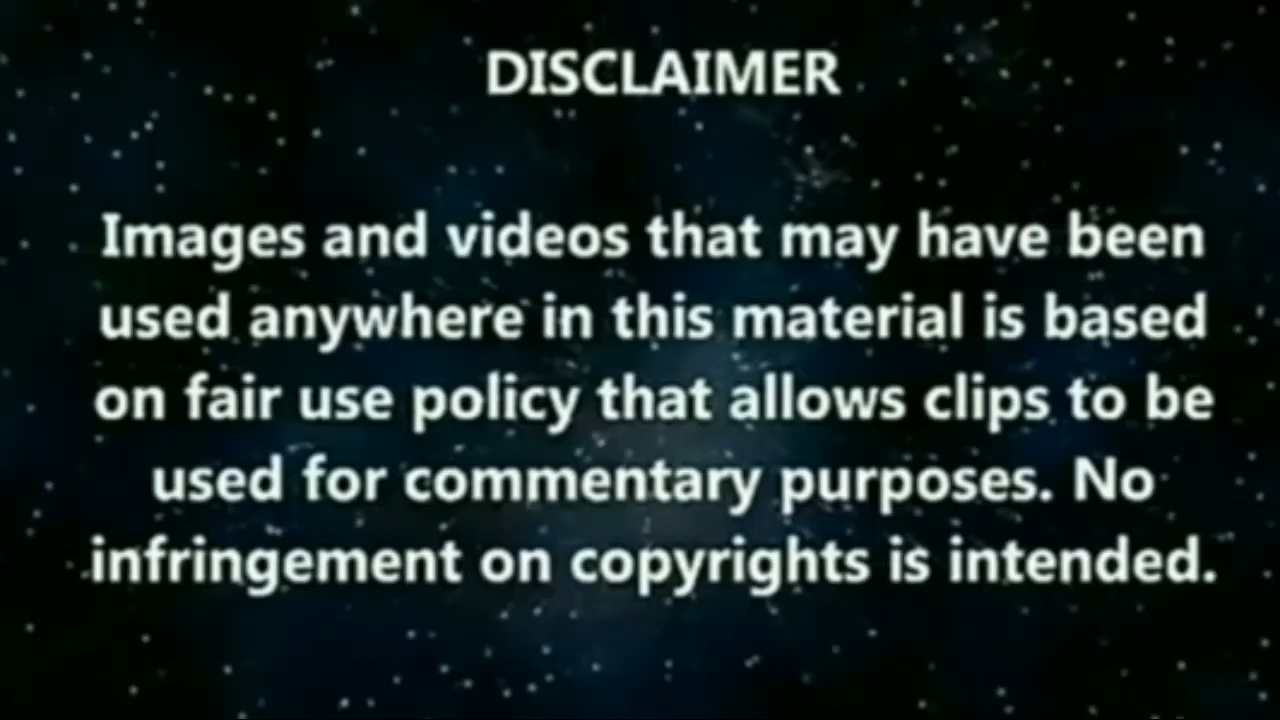 DISCLAIMER
Images and videos that may have been
used anywhere in this material is based
on fair use policy that allows clips to be
used for commentary purposes. No
infringement on copyrights is intended.